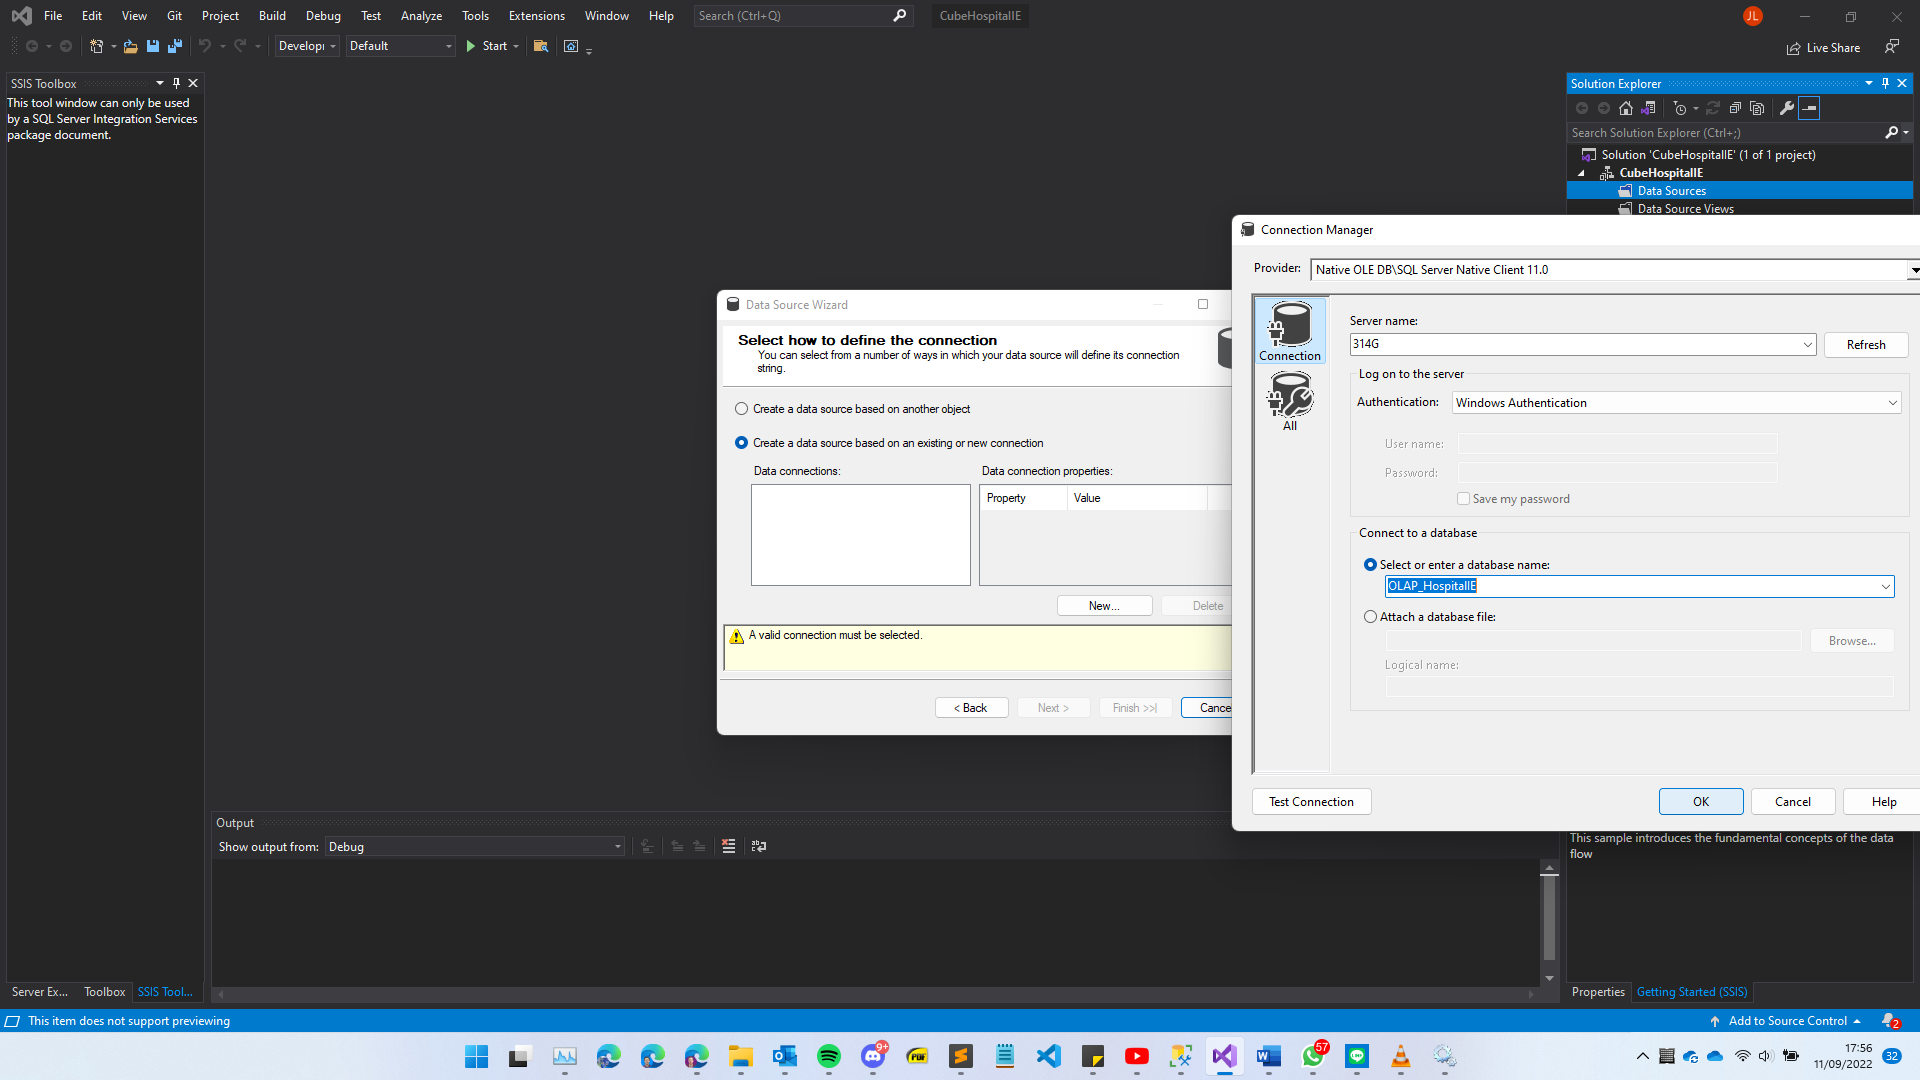 File Edit View Git Project Build Debug Test Analyze Tools Extensions Window Help Search (Ctrl+Q) CubeHospitalIE JL
Developi Default Start Live Share
SSIS Toolbox
This tool window can only be used
by a SQL Server Integration Services
package document.
Solution Explorer
Search Solution Explorer (Ctrl+;)
Solution 'CubeHospitalIE' (1 of 1 project)
CubeHospitalIE
Data Sources
Data Source Views
Connection Manager
Provider: Native OLE DB\SQL Server Native Client 11.0
Connection
All
Server name:
314G
Refresh
Log on to the server
Authentication: Windows Authentication
User name:
Password:
Save my password
Connect to a database
Select or enter a database name:
OLAP_HospitalIE
Attach a database file:
Browse...
Logical name:
Test Connection OK Cancel Help
Data Source Wizard
Select how to define the connection
You can select from a number of ways in which your data source will define its connection
string.
Create a data source based on another object
Create a data source based on an existing or new connection
Data connections: Data connection properties:
Property Value
New... Delete
A valid connection must be selected.
< Back Next > Finish >>| Cance
Output
Show output from: Debug
This sample introduces the fundamental concepts of the data
flow
Server Ex... Toolbox SSIS Tool...
Properties Getting Started (SSIS)
This item does not support previewing
Add to Source Control 2
9+ PDF 57
17:56
11/09/2022 32